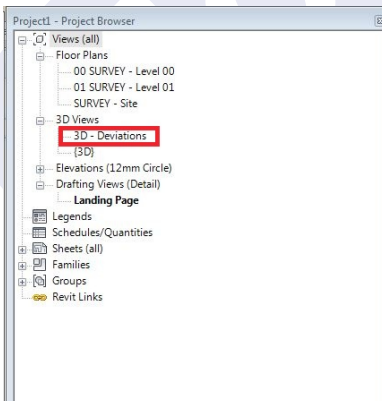 Project1 - Project Browser
Views (all)
Floor Plans
00 SURVEY - Level 00
01 SURVEY - Level 01
SURVEY - Site
3D Views
3D - Deviations
{3D}
Elevations (12mm Circle)
Drafting Views (Detail)
Landing Page
Legends
Schedules/Quantities
Sheets (all)
Families
Groups
Revit Links